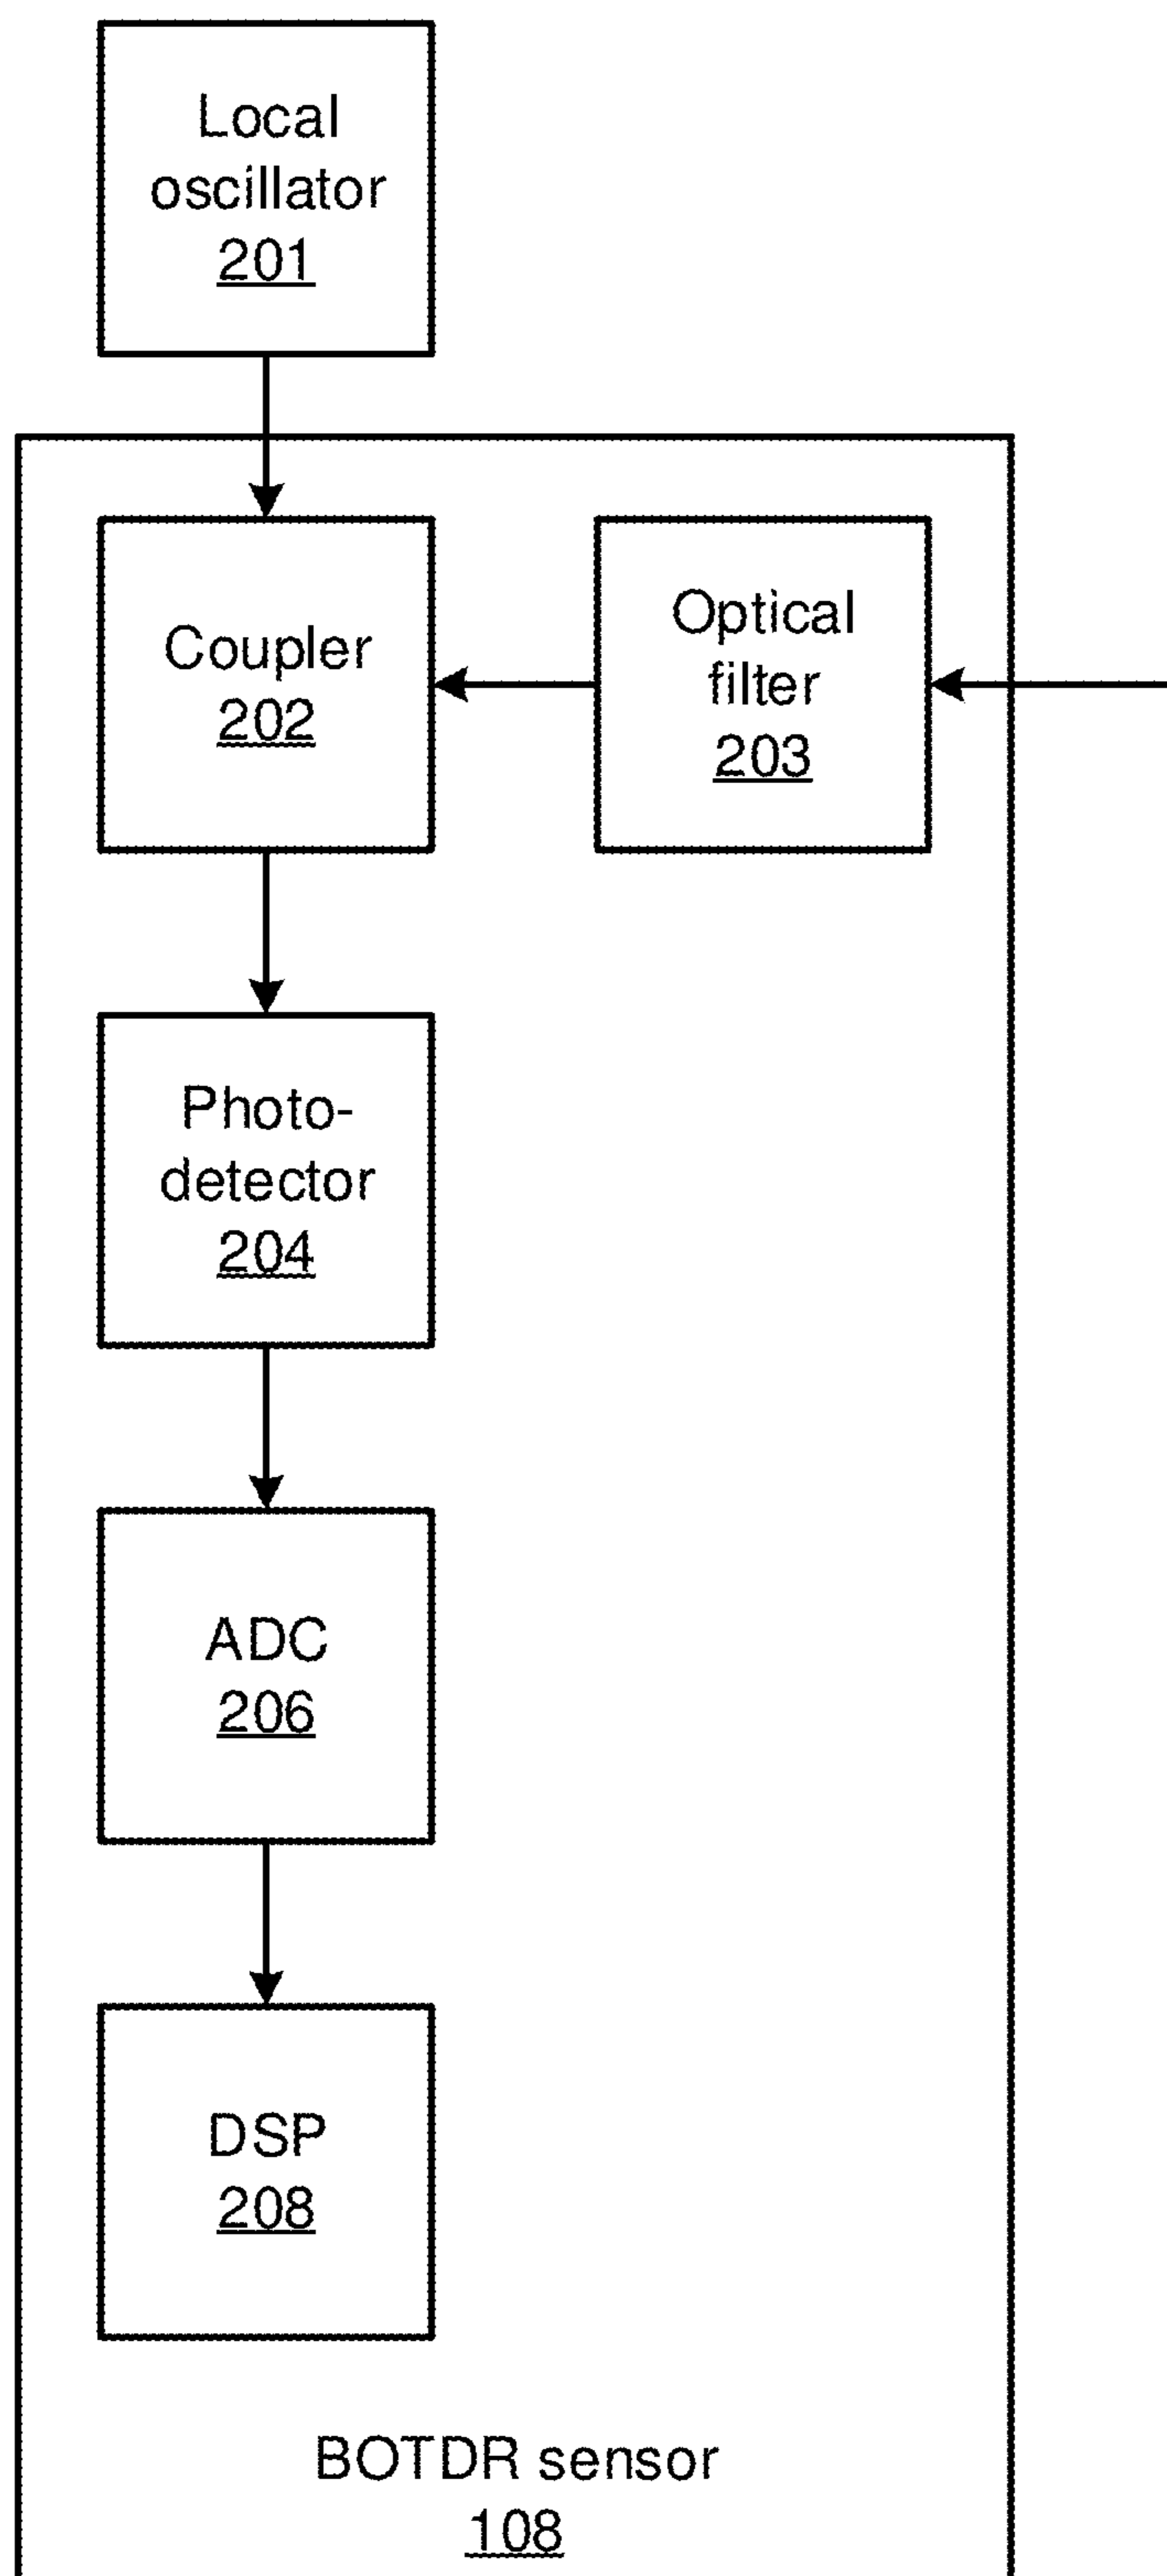 Local
oscillator
201
Coupler
202
Optical
filter
203
Photo-
detector
204
ADC
206
DSP
208
BOTDR sensor
108